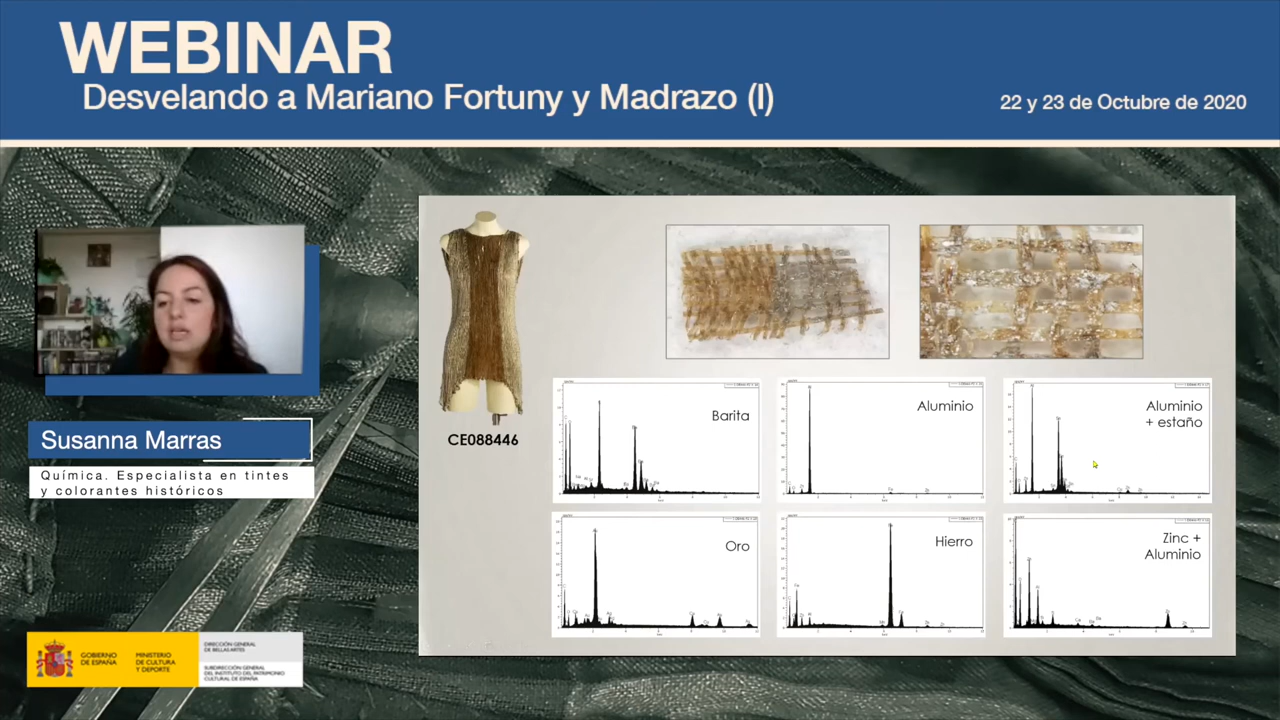 WEBINAR
Desvelando a Mariano Fortuny y Madrazo (I)
22 y 23 de Octubre de 2020
CE088446
Barita
Aluminio
Aluminio
+ estaño
Oro
Hierro
Zinc +
Aluminio
Susanna Marras
Química. Especialista en tintes
y colorantes históricos
GOBIERNO
DE ESPAÑA
MINISTERIO
DE CULTURA
Y DEPORTE
DIRECCIÓN GENERAL
DE BELLAS ARTES
SUBDIRECCIÓN GENERAL
DEL INSTITUTO DEL PATRIMONIO
CULTURAL DE ESPAÑA